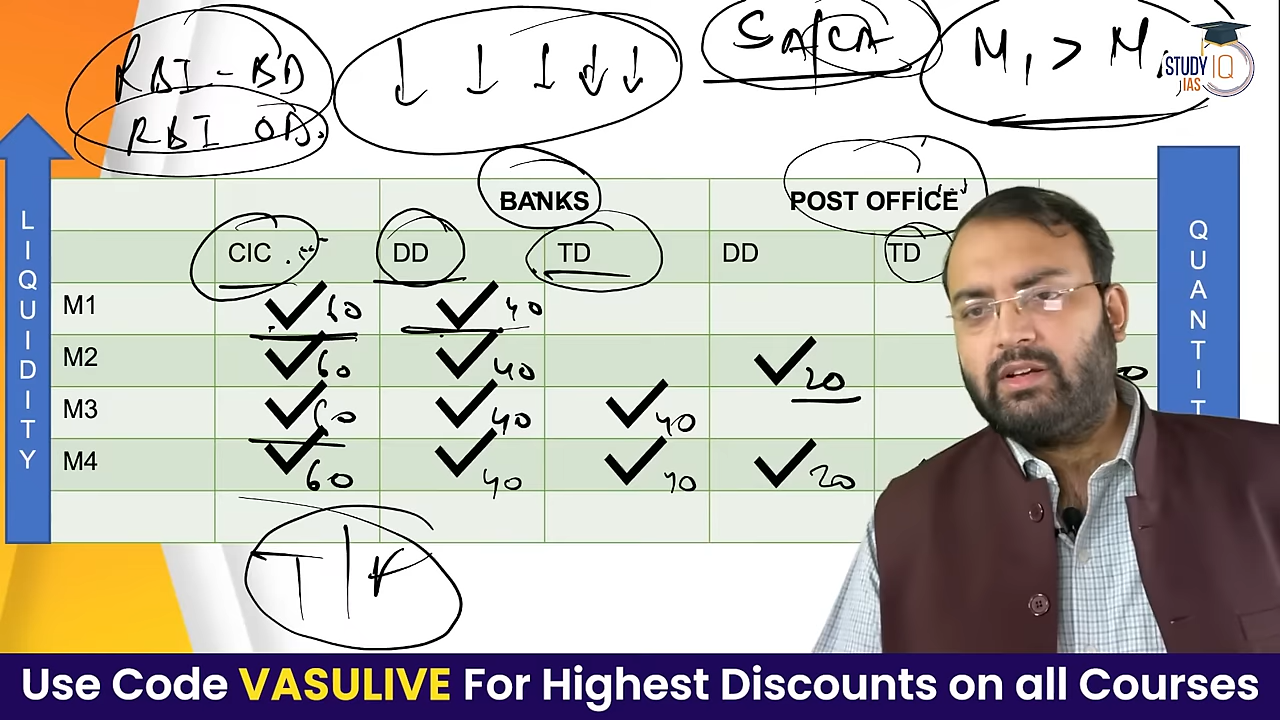 RBI - BD
RBI OD.
SA/CA
M1 > M
STUDY IQ
IAS
LIQUIDITY
BANKS
POST OFFICE
CIC
DD
TD
DD
TD
M1 60 40
M2 60 40 20
M3 60 40 40
M4 60 40 40 20
QUANTIT
Use Code VASULIVE For Highest Discounts on all Courses